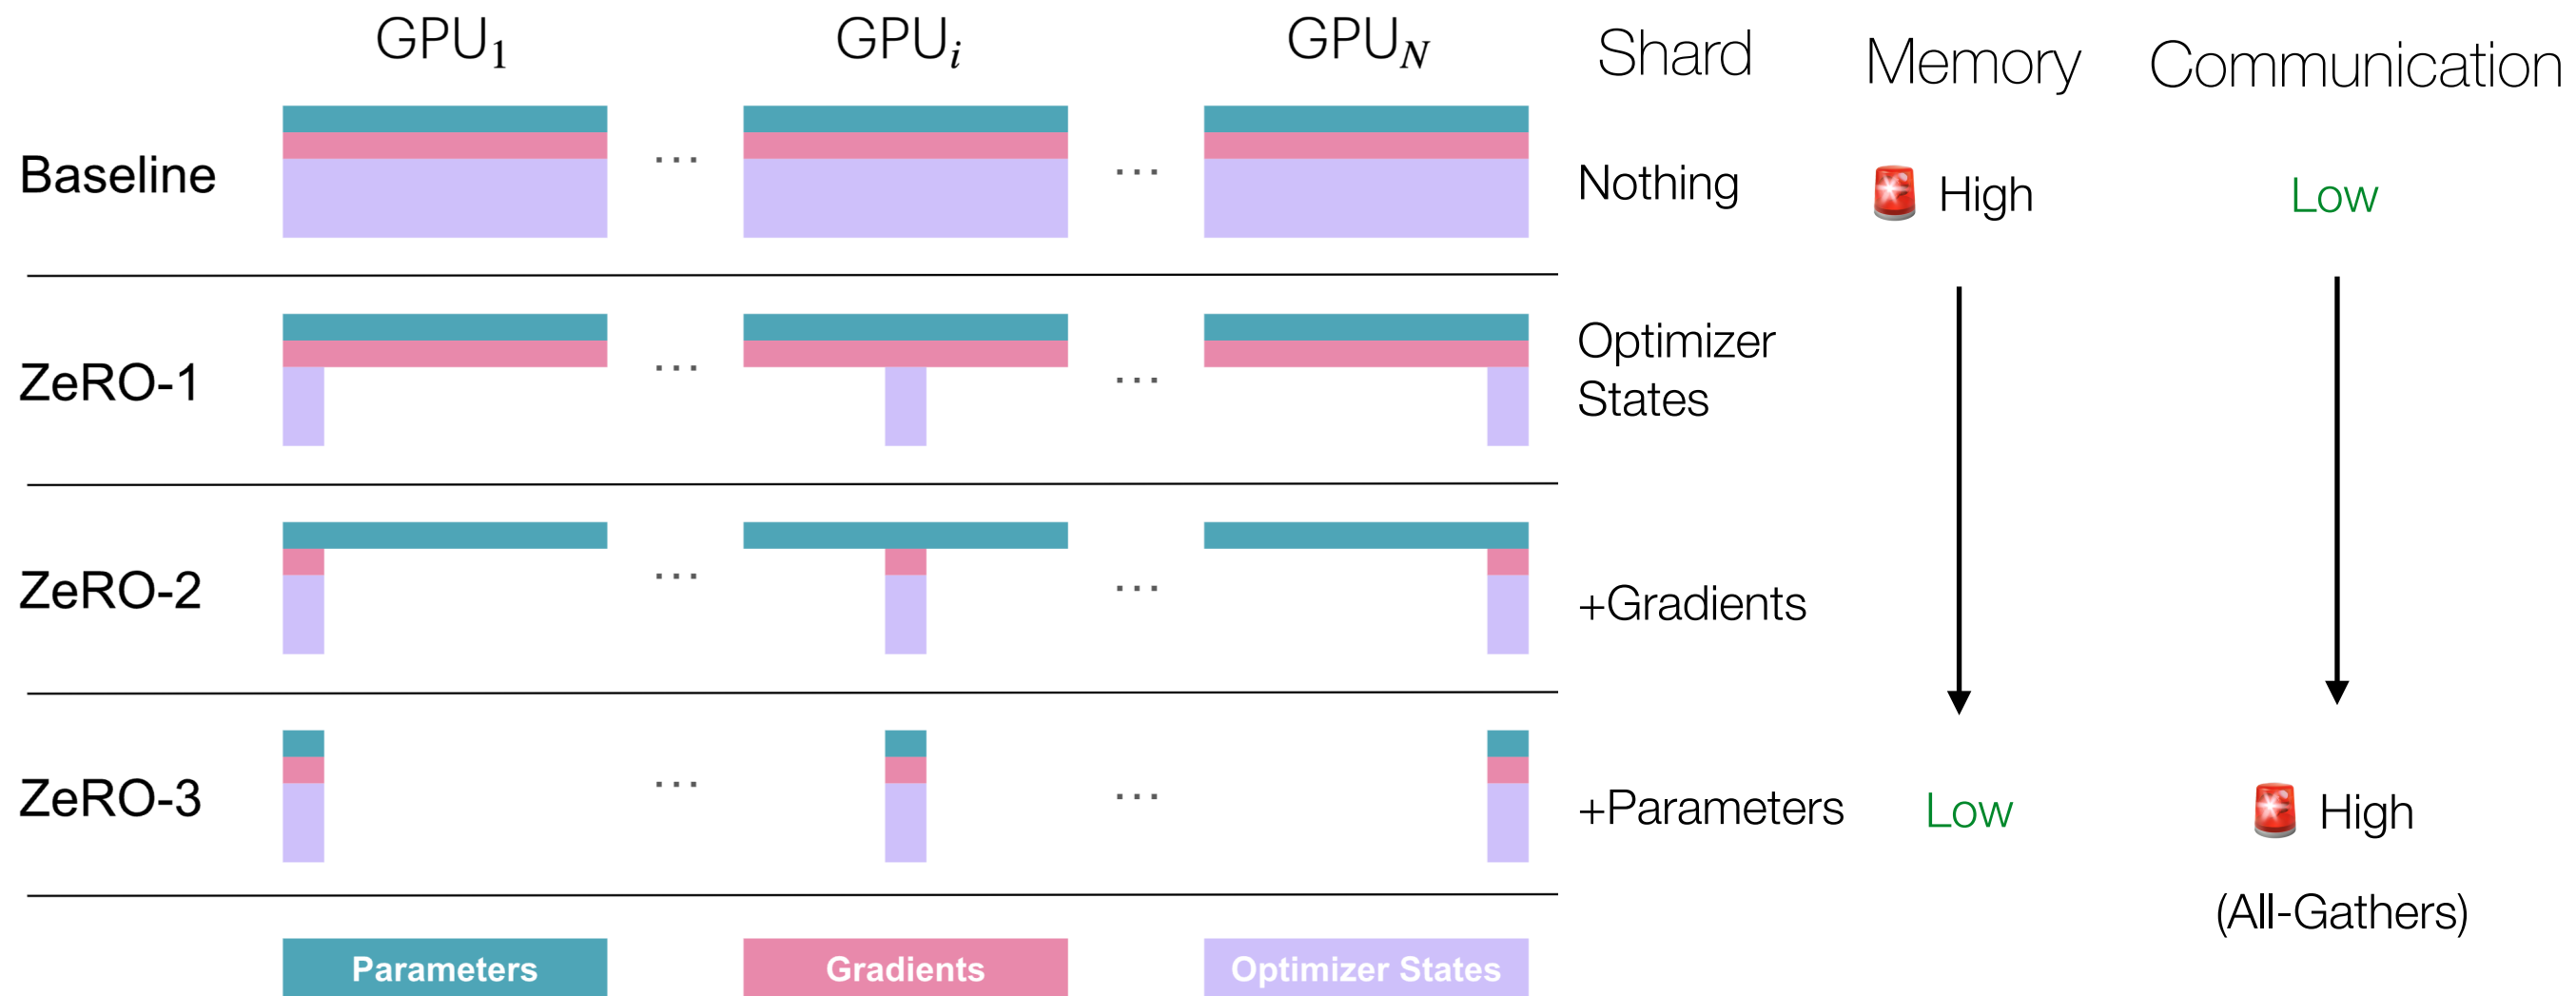 GPU₁ GPUᵢ GPU_N Shard Memory Communication
Baseline ... ... Nothing 🚨 High Low
ZeRO-1 ... ... Optimizer
States
ZeRO-2 ... ... +Gradients
ZeRO-3 ... ... +Parameters Low 🚨 High
(All-Gathers)
Parameters Gradients Optimizer States